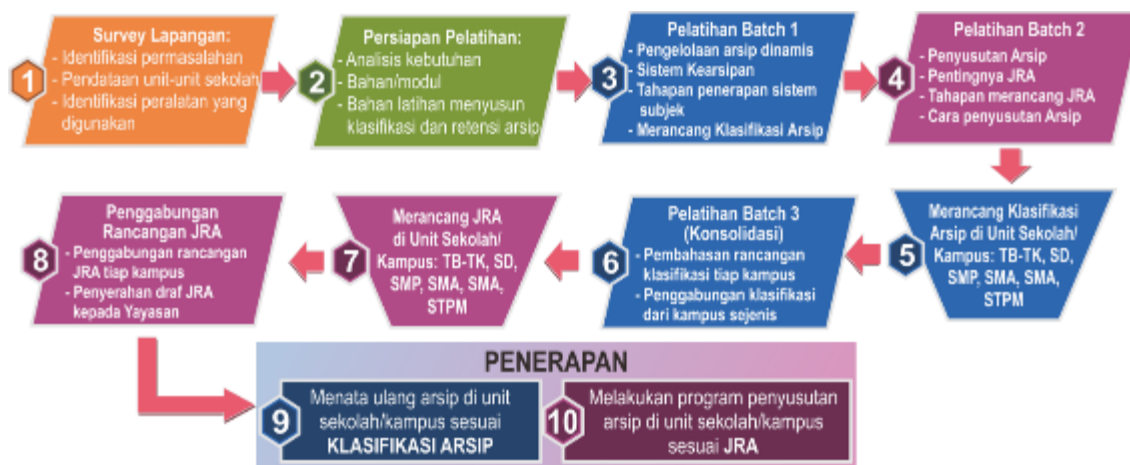 1
Survey Lapangan:
- Identifikasi permasalahan
- Pendataan unit-unit sekolah
- Identifikasi peralatan yang
digunakan
2
Persiapan Pelatihan:
- Analisis kebutuhan
- Bahan/modul
- Bahan latihan menyusun
klasifikasi dan retensi arsip
3
Pelatihan Batch 1
- Pengelolaan arsip dinamis
- Sistem Kearsipan
- Tahapan penerapan sistem
subjek
- Merancang Klasifikasi Arsip
4
Pelatihan Batch 2
- Penyusutan Arsip
- Pentingnya JRA
- Tahapan merancang JRA
- Cara penyusutan Arsip
5
Merancang Klasifikasi
Arsip di Unit Sekolah/
Kampus: TB-TK, SD,
SMP, SMA, SMA,
STPM
6
Pelatihan Batch 3
(Konsolidasi)
- Pembahasan rancangan
klasifikasi tiap kampus
- Penggabungan klasifikasi
dari kampus sejenis
7
Merancang JRA
di Unit Sekolah/
Kampus: TB-TK, SD,
SMP, SMA, SMA,
STPM
8
Penggabungan
Rancangan JRA
- Penggabungan rancangan
JRA tiap kampus
- Penyerahan draf JRA
kepada Yayasan
PENERAPAN
9
Menata ulang arsip di unit
sekolah/kampus sesuai
KLASIFIKASI ARSIP
10
Melakukan program penyusutan
arsip di unit sekolah/kampus
sesuai JRA